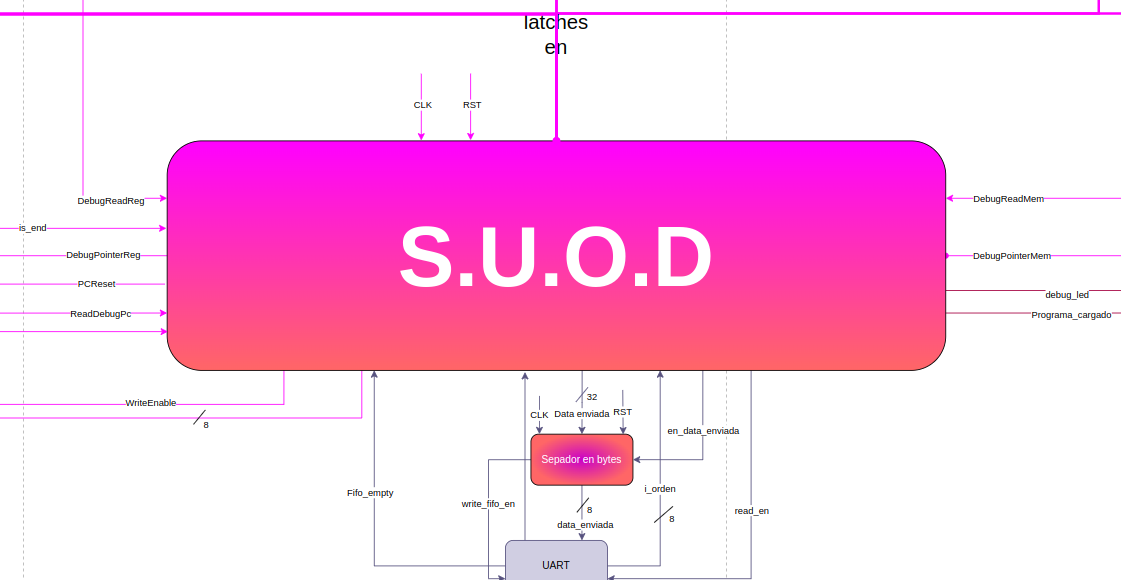 latches
en
CLK
RST
DebugReadReg
DebugReadMem
is_end
S.U.O.D
DebugPointerReg
DebugPointerMem
PCReset
debug_led
ReadDebugPc
Programa_cargado
WriteEnable
8
32
CLK
Data enviada
RST
en_data_enviada
Sepador en bytes
Fifo_empty
write_fifo_en
i_orden
8
8
data_enviada
read_en
UART